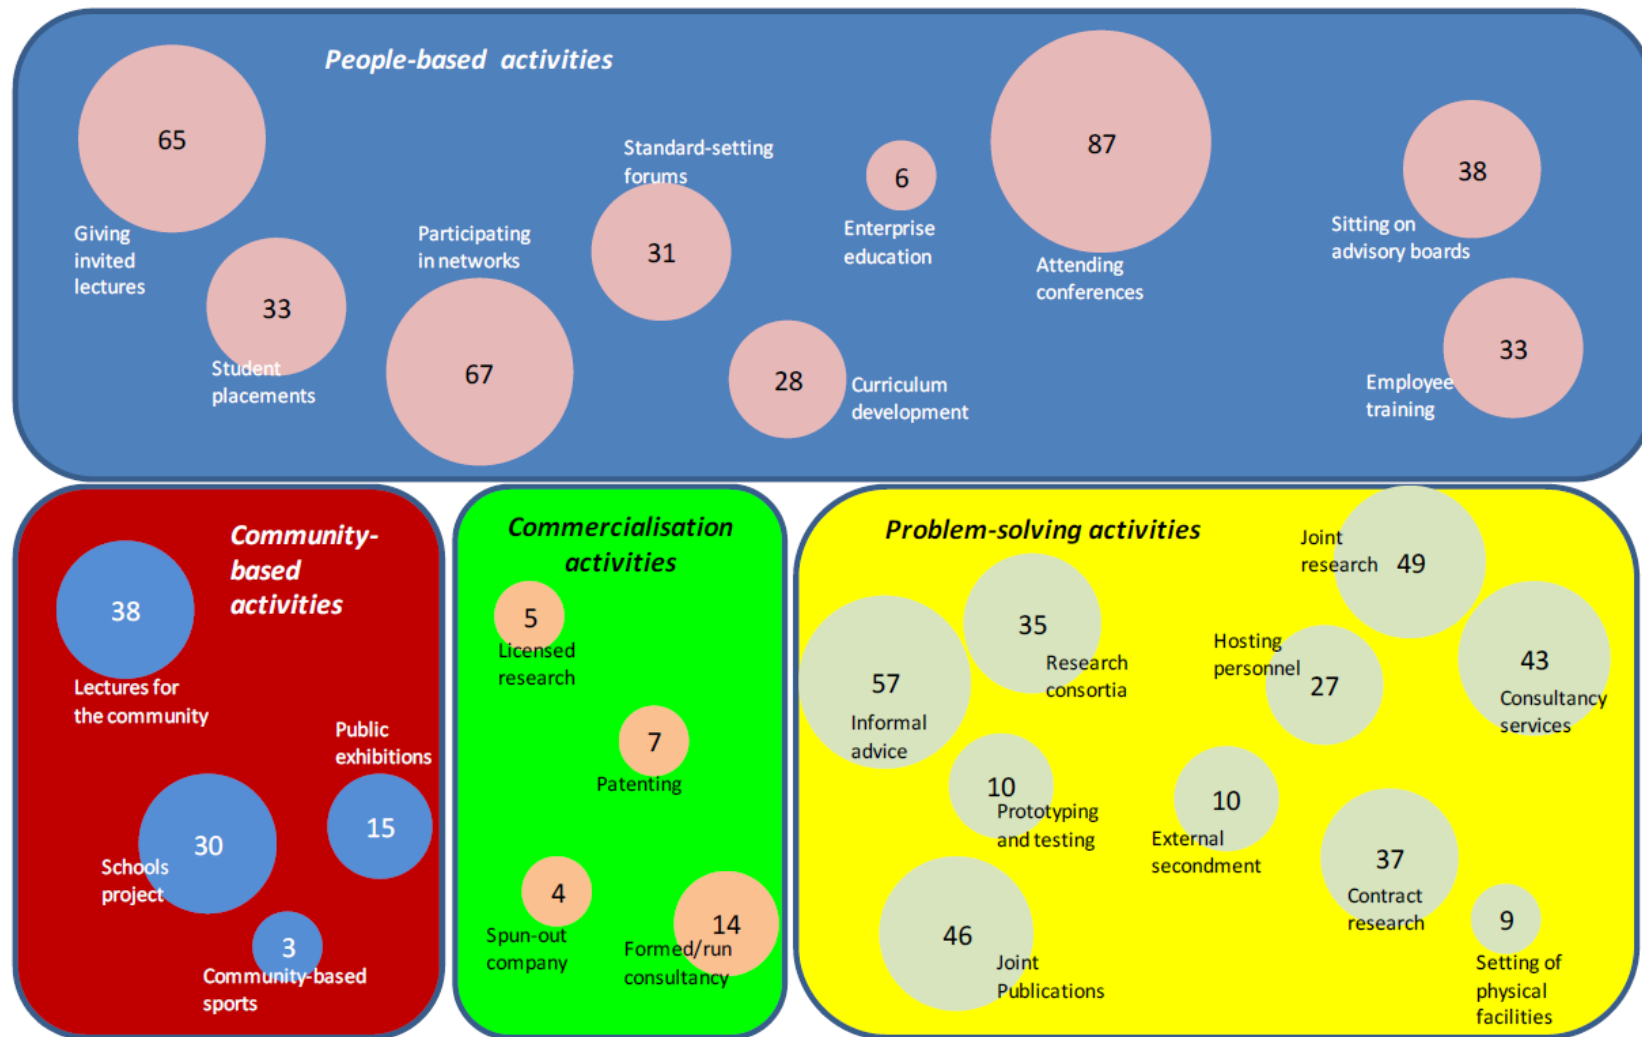 People-based activities
65
Giving
invited
lectures
33
Student
placements
Participating
in networks
67
Standard-setting
forums
31
28
Curriculum
development
6
Enterprise
education
87
Attending
conferences
38
Sitting on
advisory boards
33
Employee
training
Community-
based
activities
38
Lectures for
the community
Public
exhibitions
15
30
Schools
project
3
Community-based
sports
Commercialisation
activities
5
Licensed
research
7
Patenting
4
Spun-out
company
14
Formed/run
consultancy
Problem-solving activities
57
Informal
advice
35
Research
consortia
Joint
research
49
Hosting
personnel
27
43
Consultancy
services
10
Prototyping
and testing
10
External
secondment
37
Contract
research
46
Joint
Publications
9
Setting of
physical
facilities